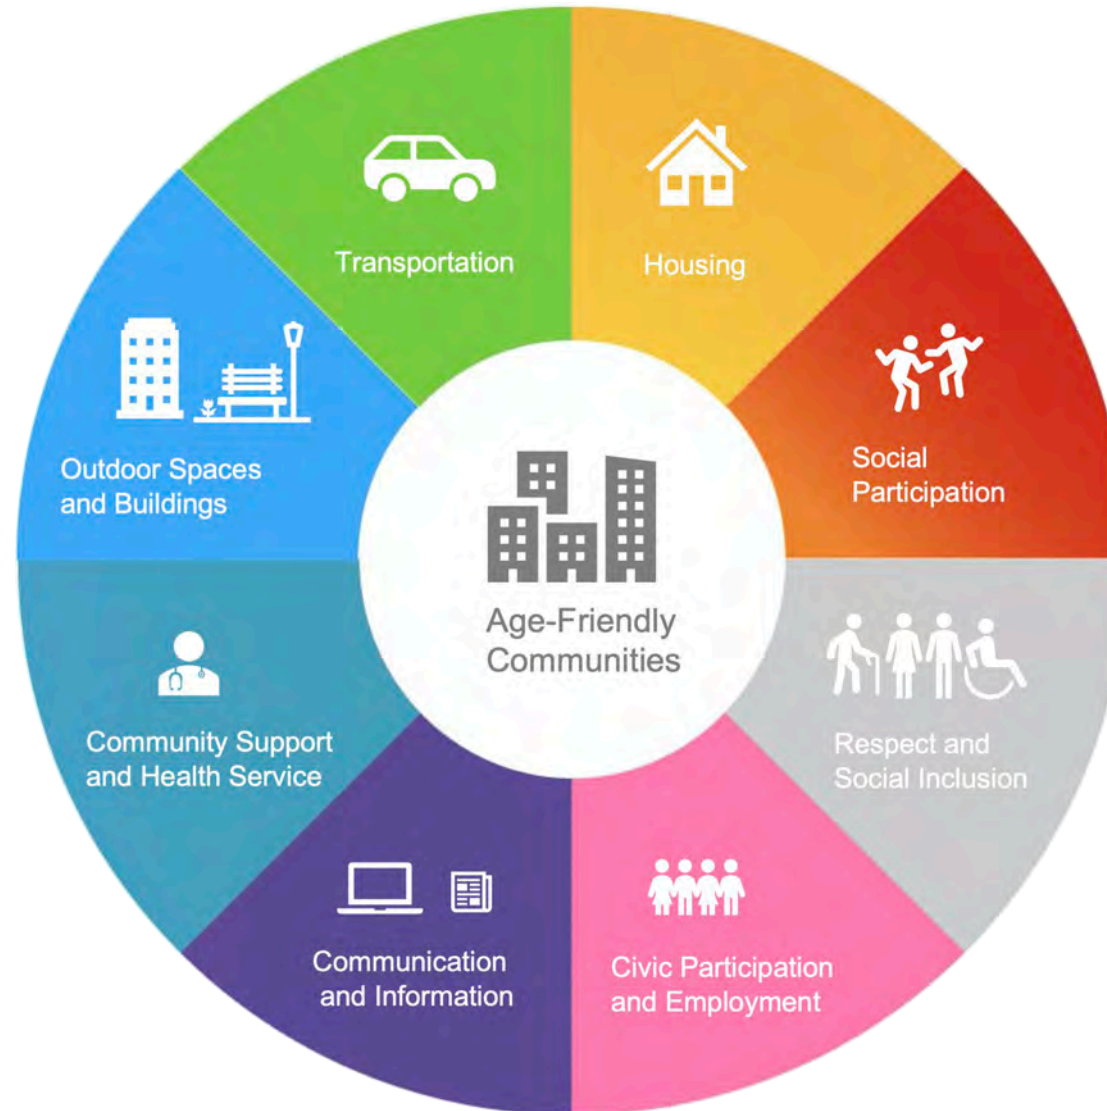 Transportation
Housing
Social
Participation
Outdoor Spaces
and Buildings
Age-Friendly
Communities
Respect and
Social Inclusion
Community Support
and Health Service
Communication
and Information
Civic Participation
and Employment